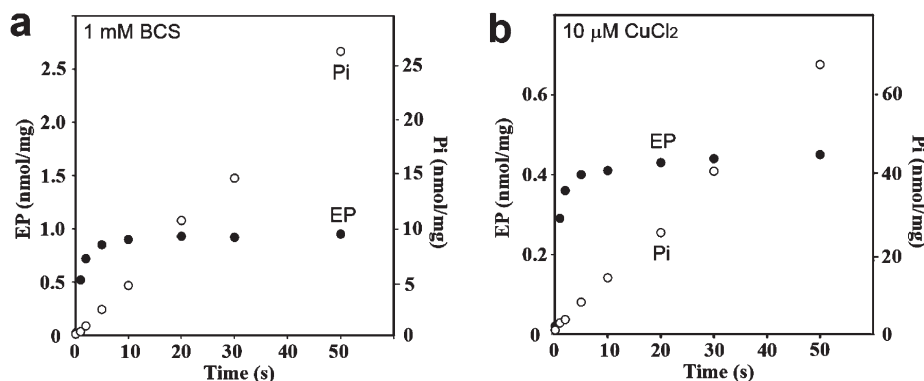 a
1 mM BCS
EP (nmol/mg)
2.5
2.0
1.5
1.0
0.5
0
Pi
EP
25
20
15
10
5
0
Pi (nmol/mg)
0 10 20 30 40 50
Time (s)
b
10 µM CuCl2
EP (nmol/mg)
0.6
0.4
0.2
0
EP
Pi
60
40
20
0
Pi (nmol/mg)
0 10 20 30 40 50
Time (s)